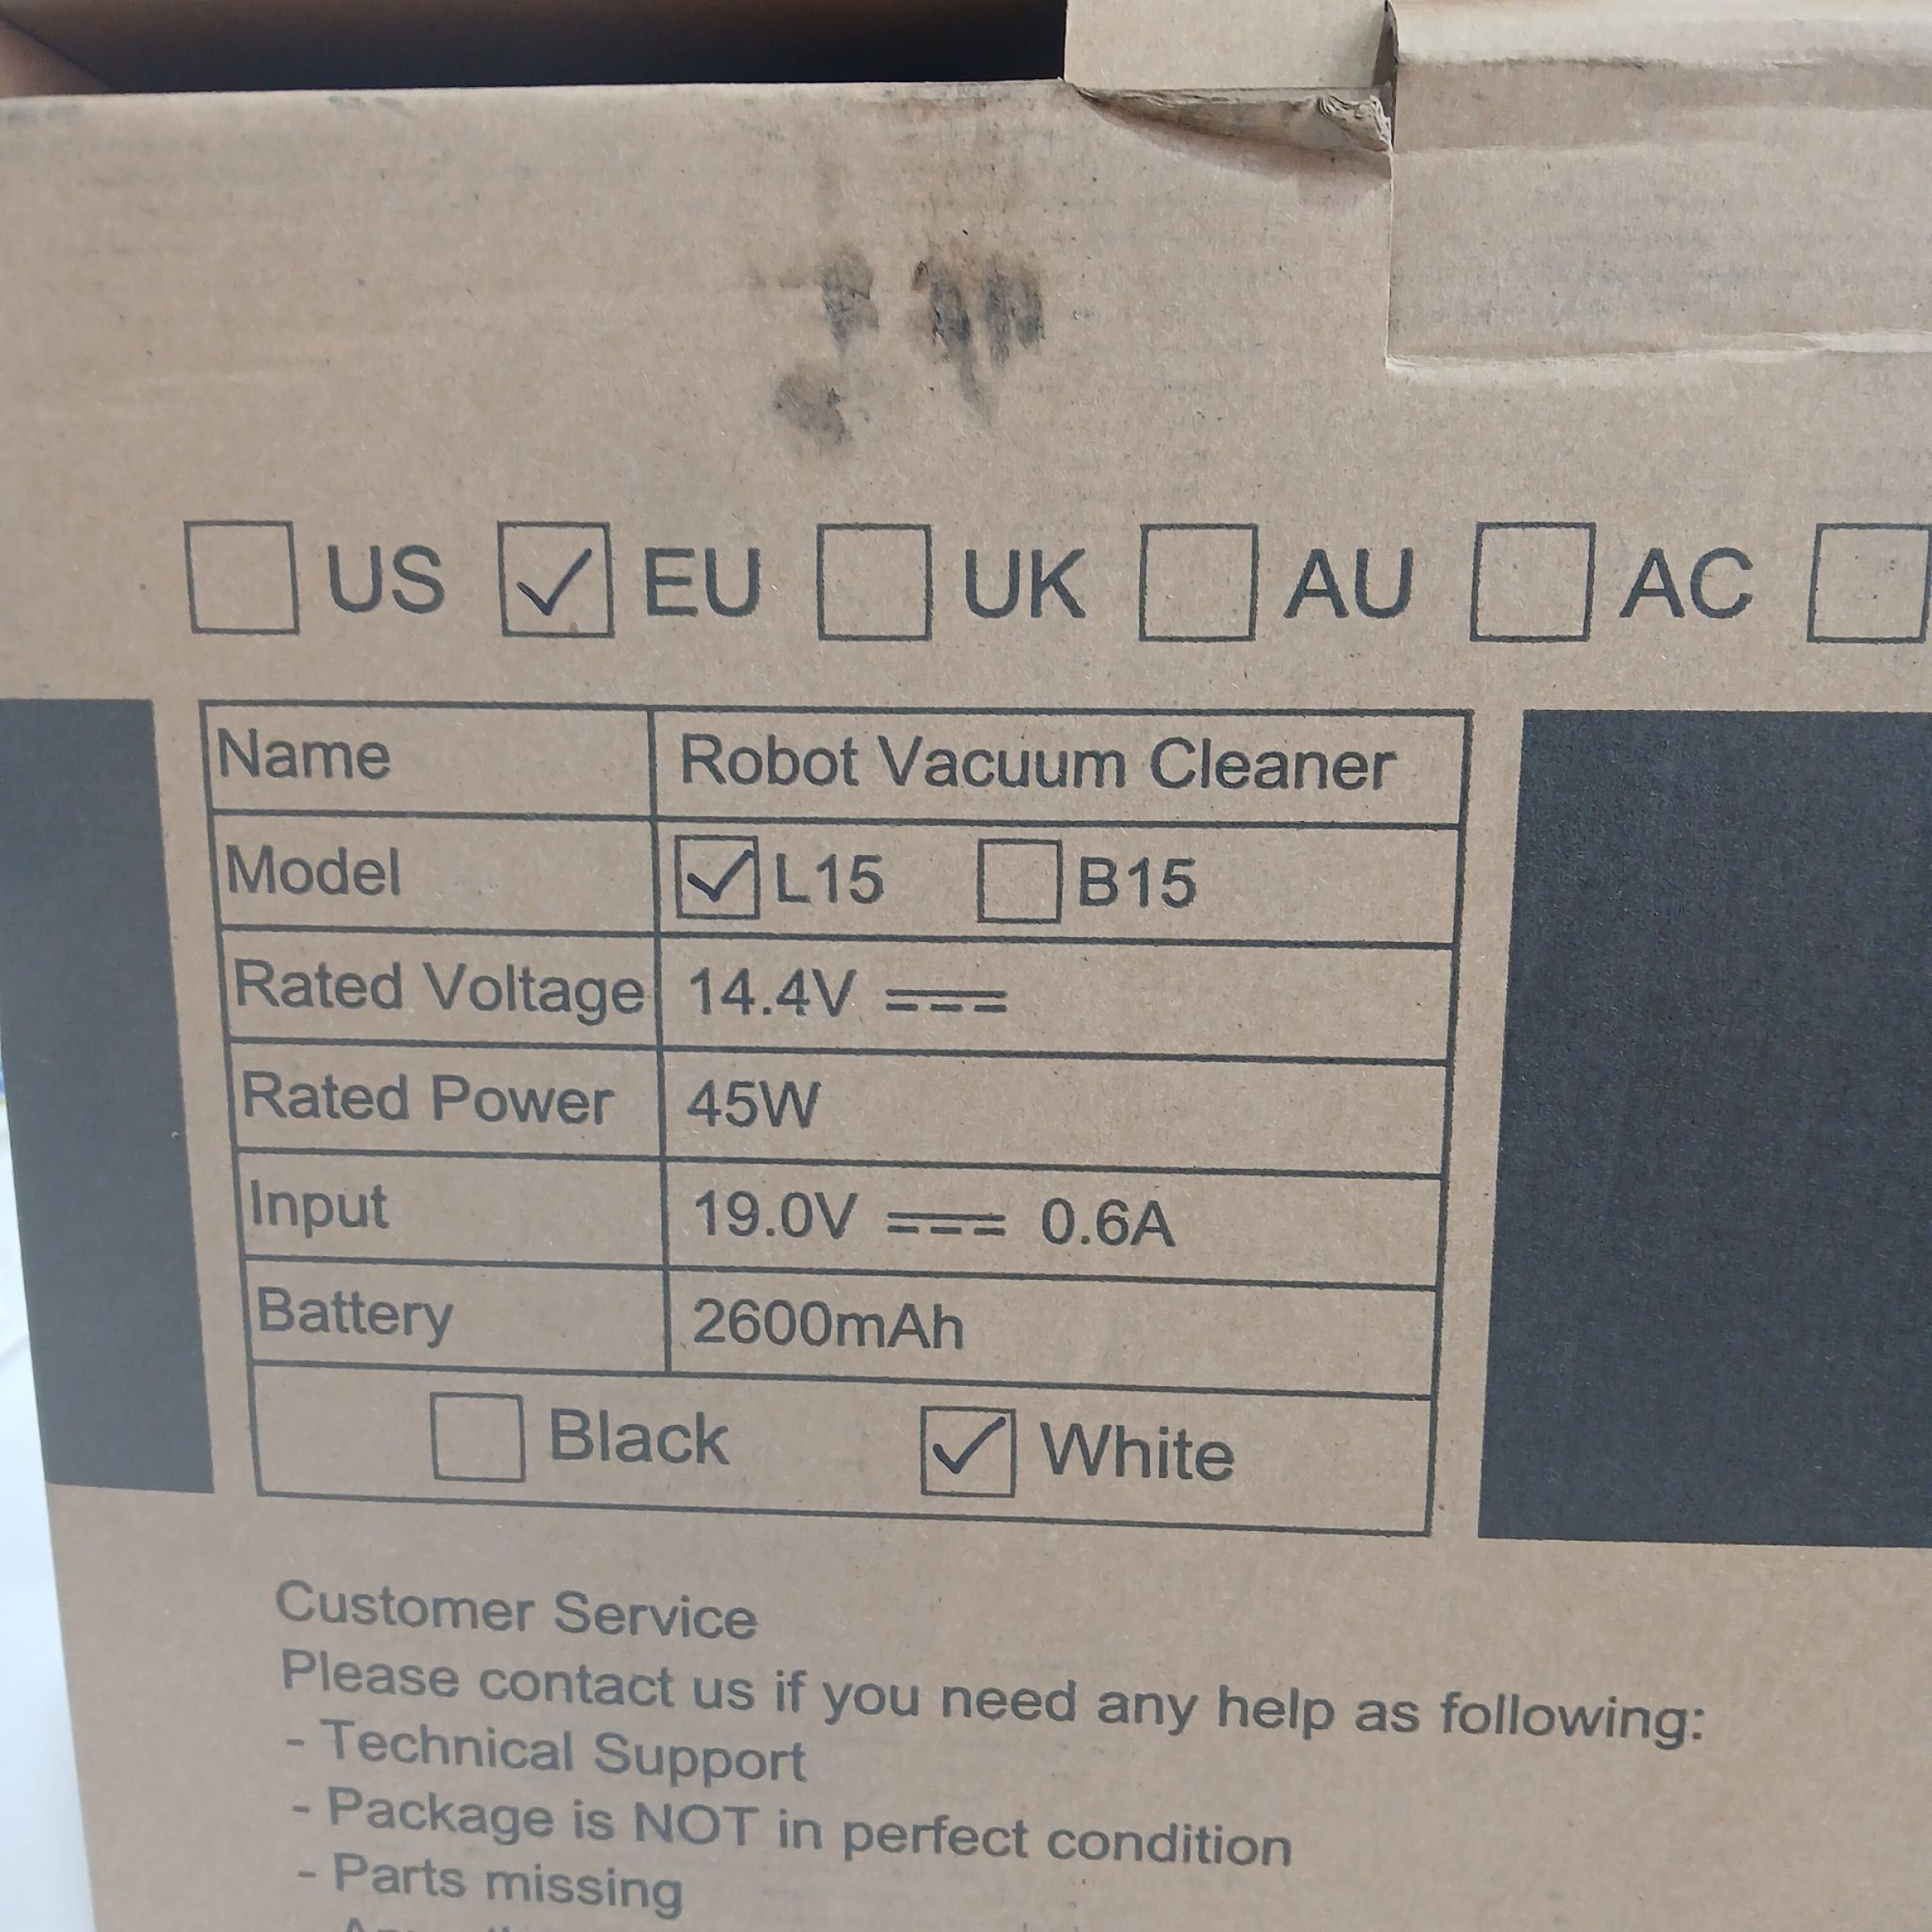 US EU UK AU AC
Name Robot Vacuum Cleaner
Model L15 B15
Rated Voltage 14.4V
Rated Power 45W
Input 19.0V 0.6A
Battery 2600mAh
Black White
Customer Service
Please contact us if you need any help as following:
- Technical Support
- Package is NOT in perfect condition
- Parts missing